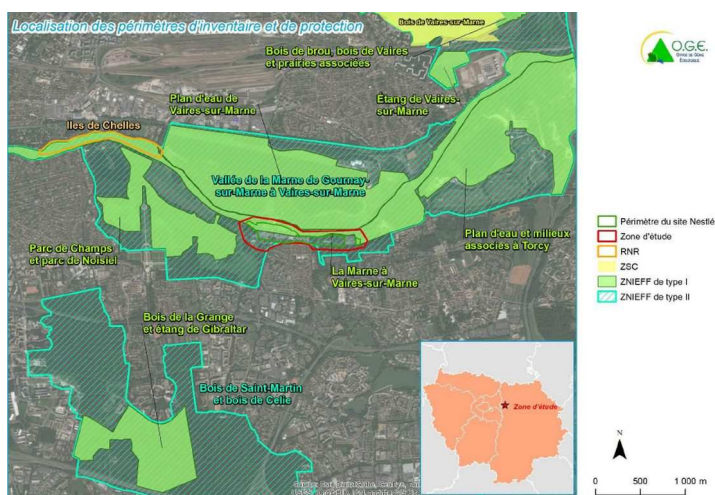 Localisation des périmètres d'inventaire et de protection
Bois de Vaires-sur-Marne
Bois de brou, bois de Vaires
et prairies associées
Plan d'eau de
Vaires-sur-Marne
Étang de Vaires-
sur-Marne
Iles de Chelles
Vallée de la Marne de Gournay-
sur-Marne à Vaires-sur-Marne
Parc de Champs
et parc de Noisiel
Plan d'eau et milieux
associés à Torcy
La Marne à
Vaires-sur-Marne
Bois de la Grange
et étang de Gibraltar
Bois de Saint-Martin
et bois de Celie
Zone d'étude
O.G.E.
OFFICE DE GÉNIE
ÉCOLOGIQUE
Périmètre du site Nestlé
Zone d'étude
RNR
ZSC
ZNIEFF de type I
ZNIEFF de type II
N
0 500 1 000 m